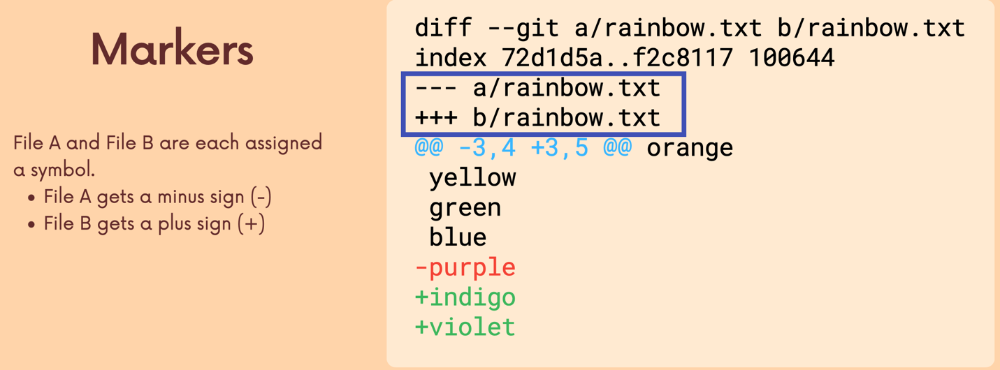 Markers
File A and File B are each assigned
a symbol.
• File A gets a minus sign (-)
• File B gets a plus sign (+)
diff --git a/rainbow.txt b/rainbow.txt
index 72d1d5a..f2c8117 100644
--- a/rainbow.txt
+++ b/rainbow.txt
@@ -3,4 +3,5 @@ orange
 yellow
 green
 blue
-purple
+indigo
+violet